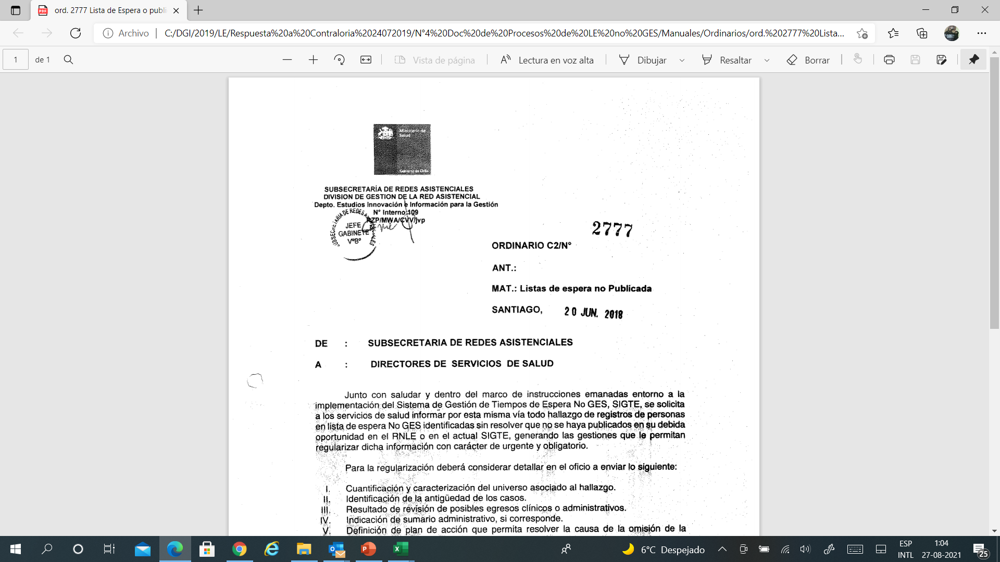 ord. 2777 Lista de Espera o publi
Archivo
C:/DGI/2019/LE/Respuesta%20a%20Contraloria%2024072019/N°4%20Doc%20de%20Procesos%20de%20LE%20no%20GES/Manuales/Ordinarios/ord.%202777%20Lista...
1 de 1
Vista de página
Lectura en voz alta
Dibujar
Resaltar
Borrar
Ministerio de
Salud
Gobierno de Chile
SUBSECRETARÍA DE REDES ASISTENCIALES
DIVISION DE GESTION DE LA RED ASISTENCIAL
Depto. Estudios Innovación e Información para la Gestión
N° Interno 109
RZP/MWA/CVV/jvp
SUBSECRETARIA DE REDES ASISTENCIALES
JEFE
GABINETE
V°B°
2777
ORDINARIO C2/N°
ANT.:
MAT.: Listas de espera no Publicada
SANTIAGO, 20 JUN. 2018
DE : SUBSECRETARIA DE REDES ASISTENCIALES
A : DIRECTORES DE SERVICIOS DE SALUD
Junto con saludar y dentro del marco de instrucciones emanadas entorno a la
implementación del Sistema de Gestión de Tiempos de Espera No GES, SIGTE, se solicita
a los servicios de salud informar por esta misma vía todo hallazgo de registros de personas
en lista de espera No GES identificadas sin resolver que no se haya publicados en su debida
oportunidad en el RNLE o en el actual SIGTE, generando las gestiones que le permitan
regularizar dicha información con carácter de urgente y obligatorio.
Para la regularización deberá considerar detallar en el oficio a enviar lo siguiente:
I. Cuantificación y caracterización del universo asociado al hallazgo.
II. Identificación de la antigüedad de los casos.
III. Resultado de revisión de posibles egresos clínicos o administrativos.
IV. Indicación de sumario administrativo, si corresponde.
V. Definición de plan de acción que permita resolver la causa de la omisión de la
6°C Despejado
ESP
INTL
1:04
27-08-2021
25